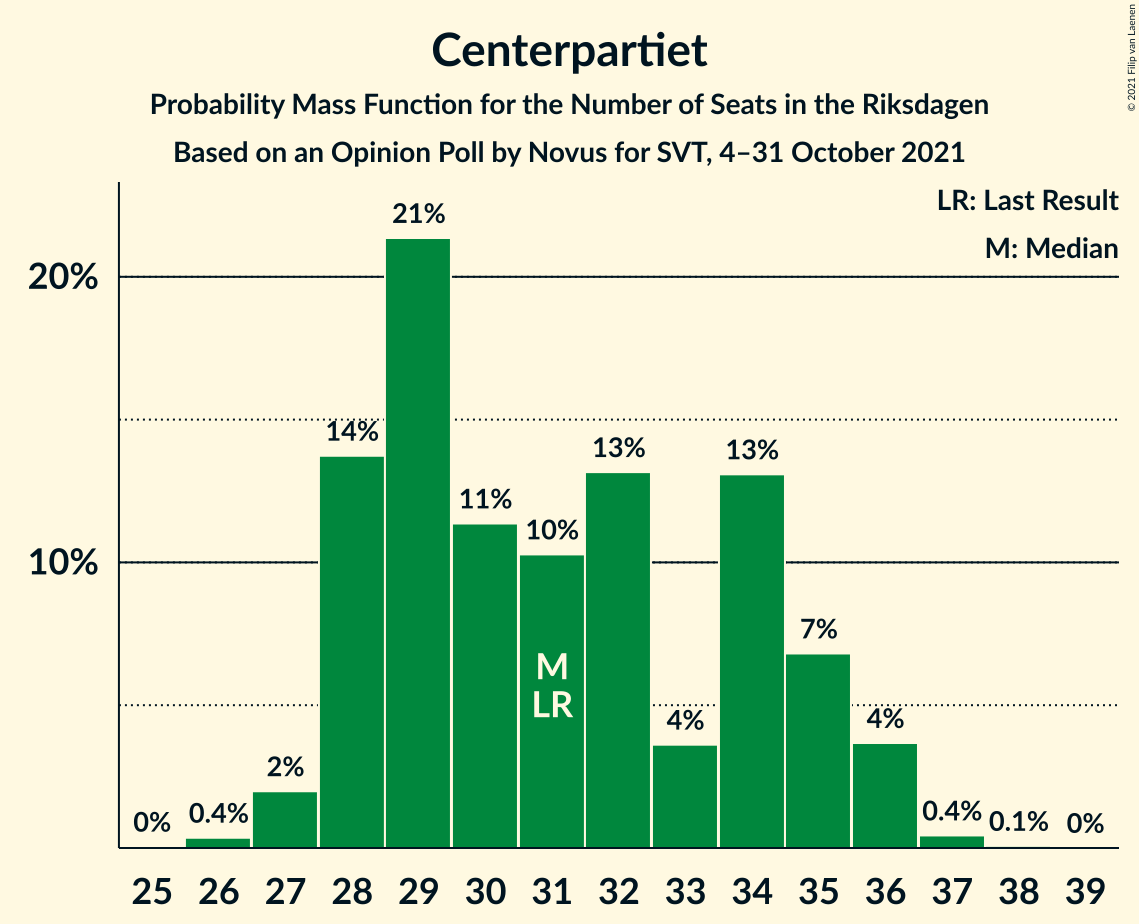 Centerpartiet
Probability Mass Function for the Number of Seats in the Riksdagen
Based on an Opinion Poll by Novus for SVT, 4–31 October 2021
© 2021 Filip van Laenen
LR: Last Result
M: Median
20%
10%
0%
0.4%
2%
14%
21%
11%
10%
13%
4%
13%
7%
4%
0.4%
0.1%
0%
M
LR
25 26 27 28 29 30 31 32 33 34 35 36 37 38 39